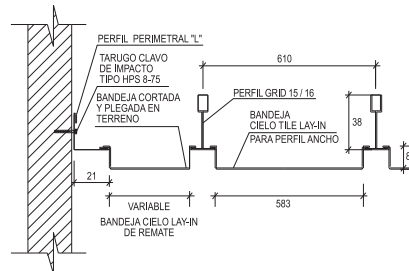 PERFIL PERIMETRAL "L"
TARUGO CLAVO
DE IMPACTO
TIPO HPS 8-75
BANDEJA CORTADA
Y PLEGADA EN
TERRENO
610
PERFIL GRID 15 / 16
BANDEJA
CIELO TILE LAY-IN
PARA PERFIL ANCHO
38
8
21
VARIABLE
BANDEJA CIELO LAY-IN
DE REMATE
583